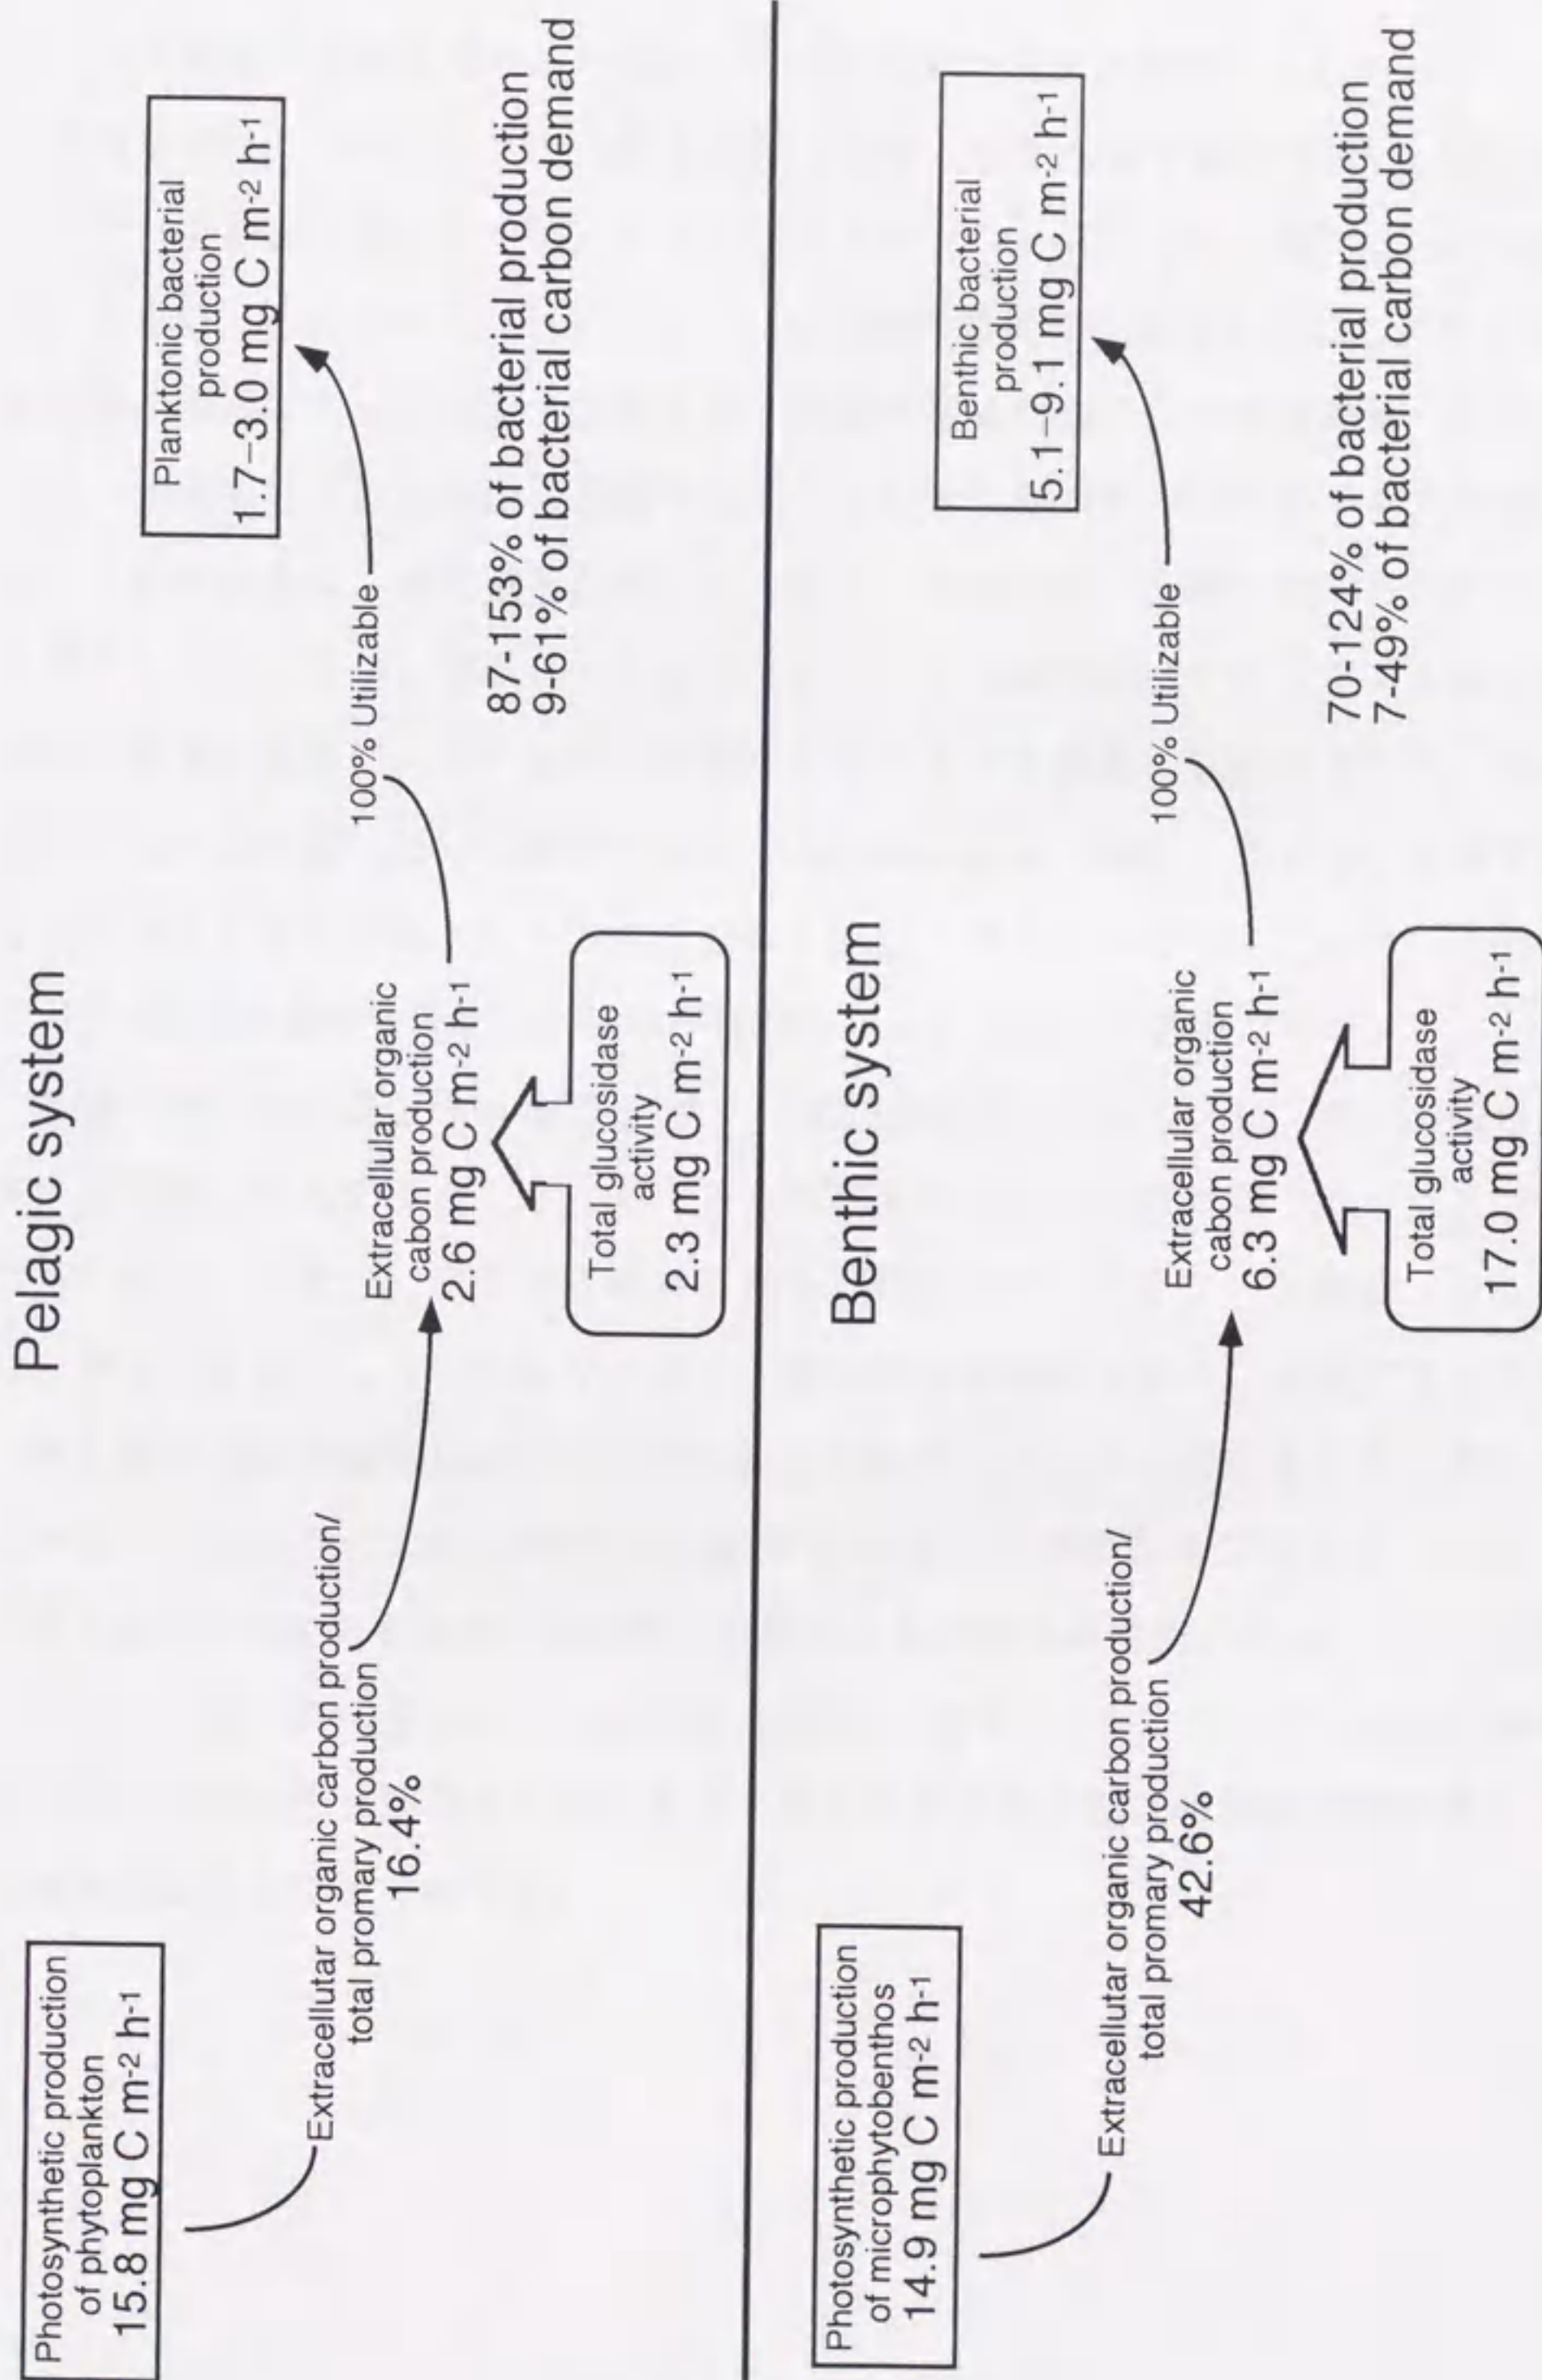 Pelagic system
Photosynthetic production
of phytoplankton
15.8 mg C m-2 h-1
Extracellutar organic carbon production/
total promary production
16.4%
Extracellular organic
cabon production
2.6 mg C m-2 h-1
Total glucosidase
activity
2.3 mg C m-2 h-1
100% Utilizable
Planktonic bacterial
production
1.7–3.0 mg C m-2 h-1
87-153% of bacterial production
9-61% of bacterial carbon demand
Benthic system
Photosynthetic production
of microphytobenthos
14.9 mg C m-2 h-1
Extracellutar organic carbon production/
total promary production
42.6%
Extracellular organic
cabon production
6.3 mg C m-2 h-1
Total glucosidase
activity
17.0 mg C m-2 h-1
100% Utilizable
Benthic bacterial
production
5.1–9.1 mg C m-2 h-1
70-124% of bacterial production
7-49% of bacterial carbon demand